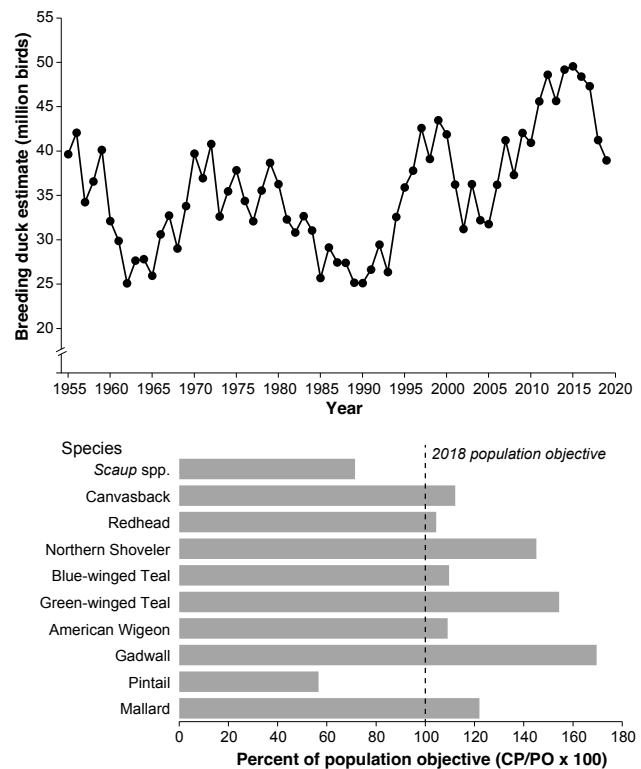 Breeding duck estimate (million birds)
55
50
45
40
35
30
25
20
1955 1960 1965 1970 1975 1980 1985 1990 1995 2000 2005 2010 2015 2020
Year
Species
2018 population objective
Scaup spp.
Canvasback
Redhead
Northern Shoveler
Blue-winged Teal
Green-winged Teal
American Wigeon
Gadwall
Pintail
Mallard
0 20 40 60 80 100 120 140 160 180
Percent of population objective (CP/PO x 100)